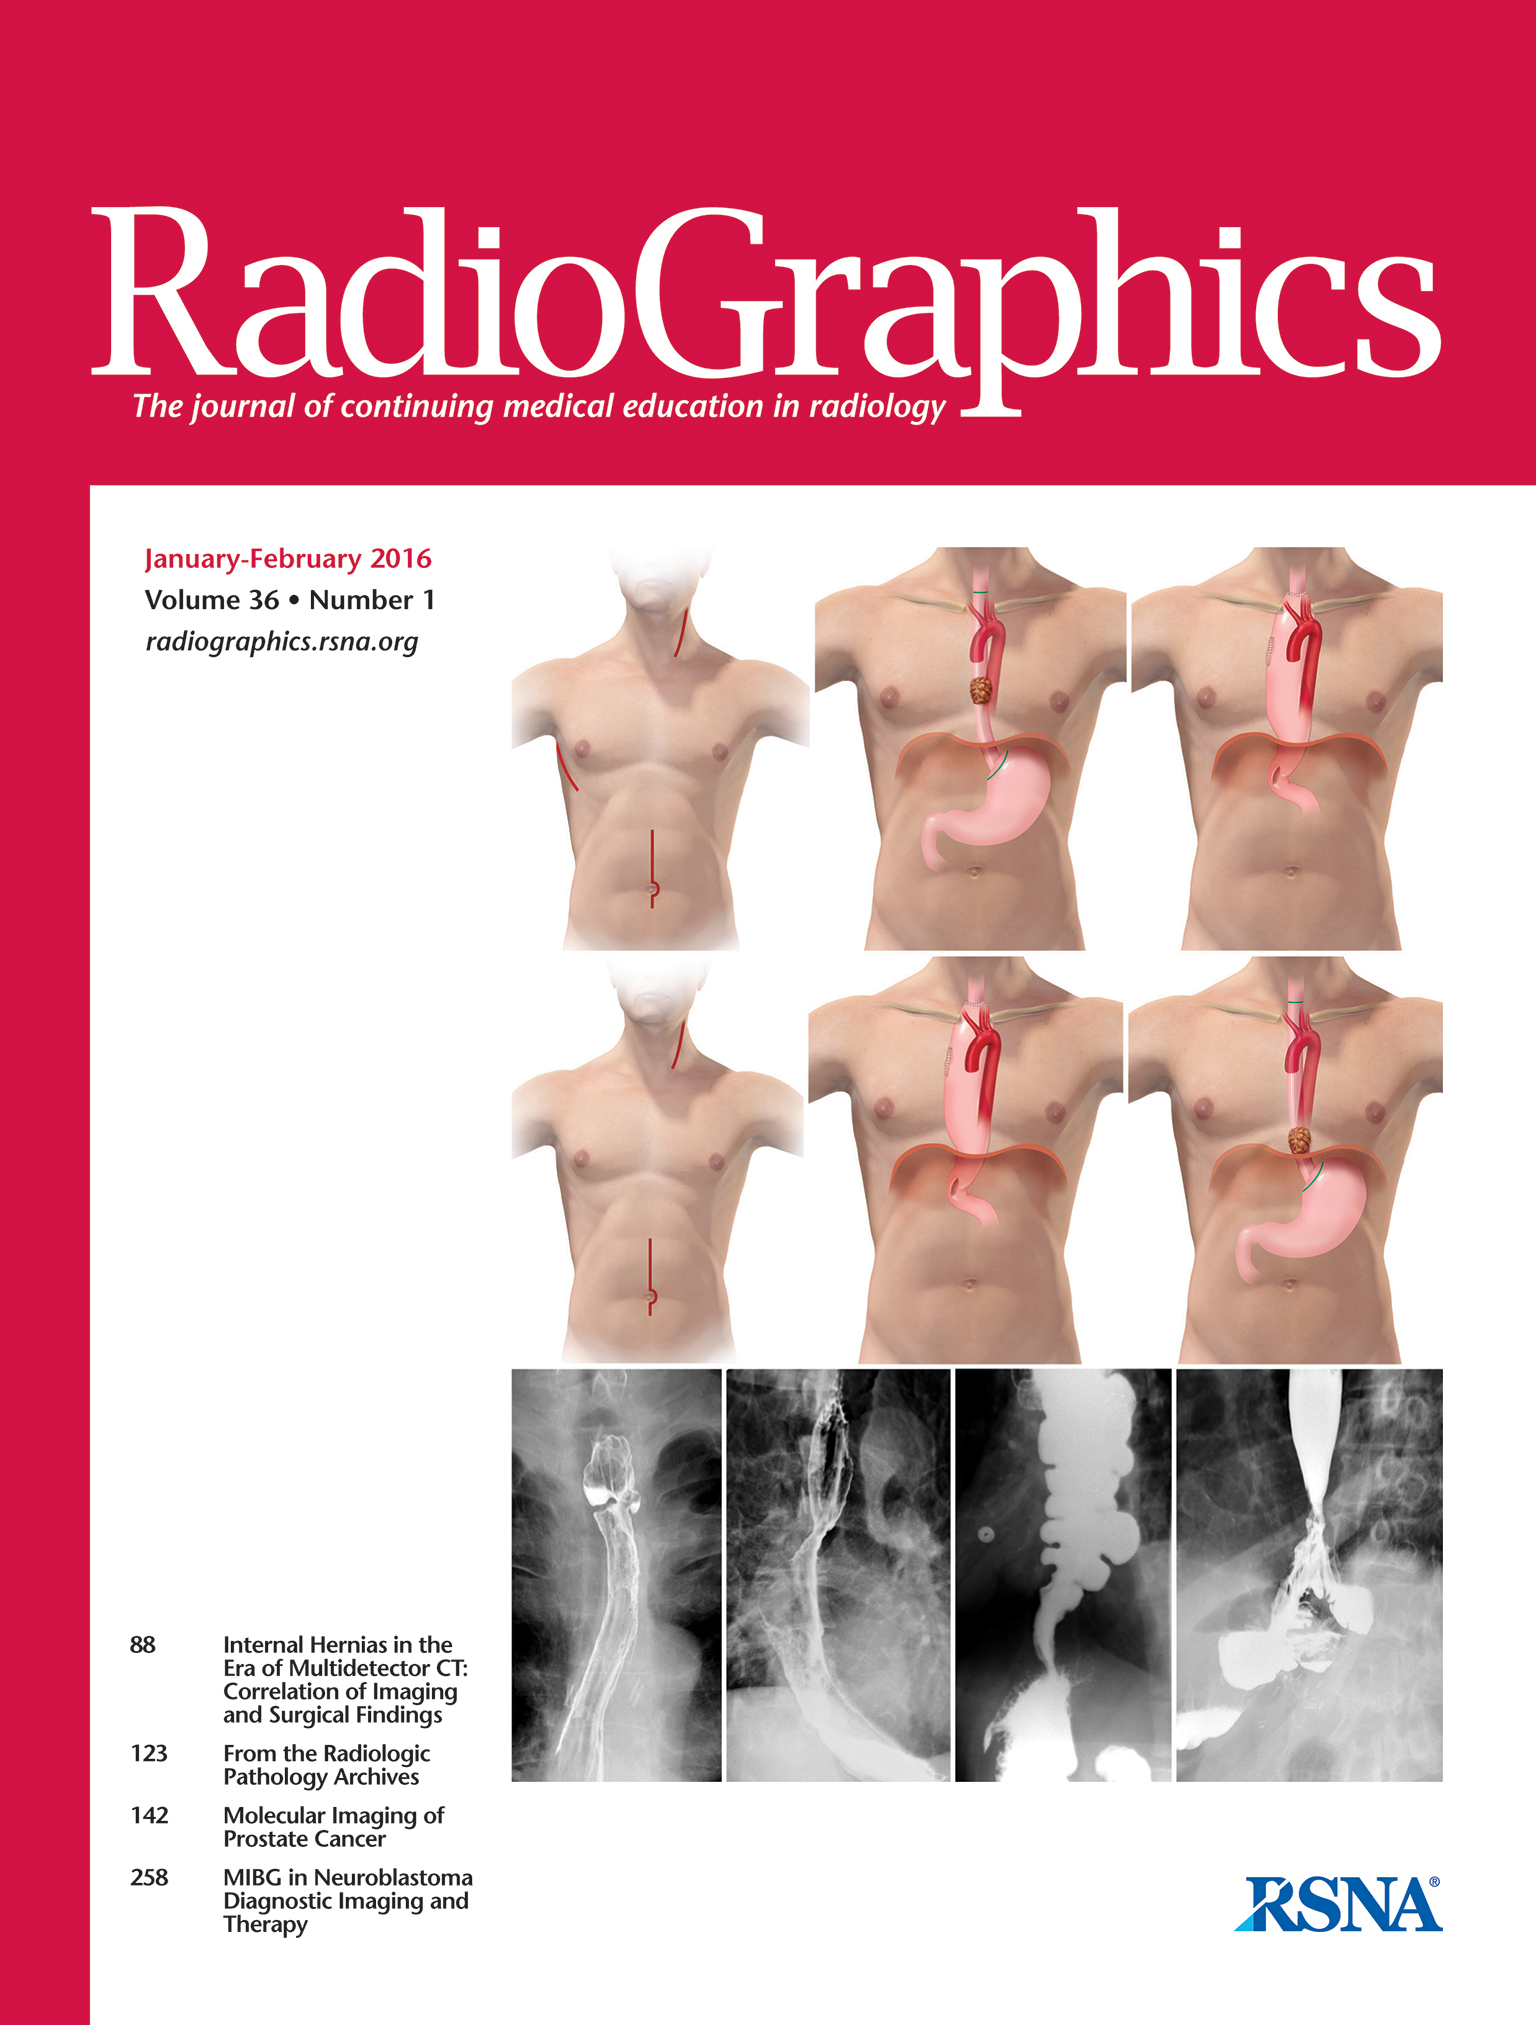 RadioGraphics
The journal of continuing medical education in radiology
January-February 2016
Volume 36 • Number 1
radiographics.rsna.org
88 Internal Hernias in the
Era of Multidetector CT:
Correlation of Imaging
and Surgical Findings
123 From the Radiologic
Pathology Archives
142 Molecular Imaging of
Prostate Cancer
258 MIBG in Neuroblastoma
Diagnostic Imaging and
Therapy
RSNA®